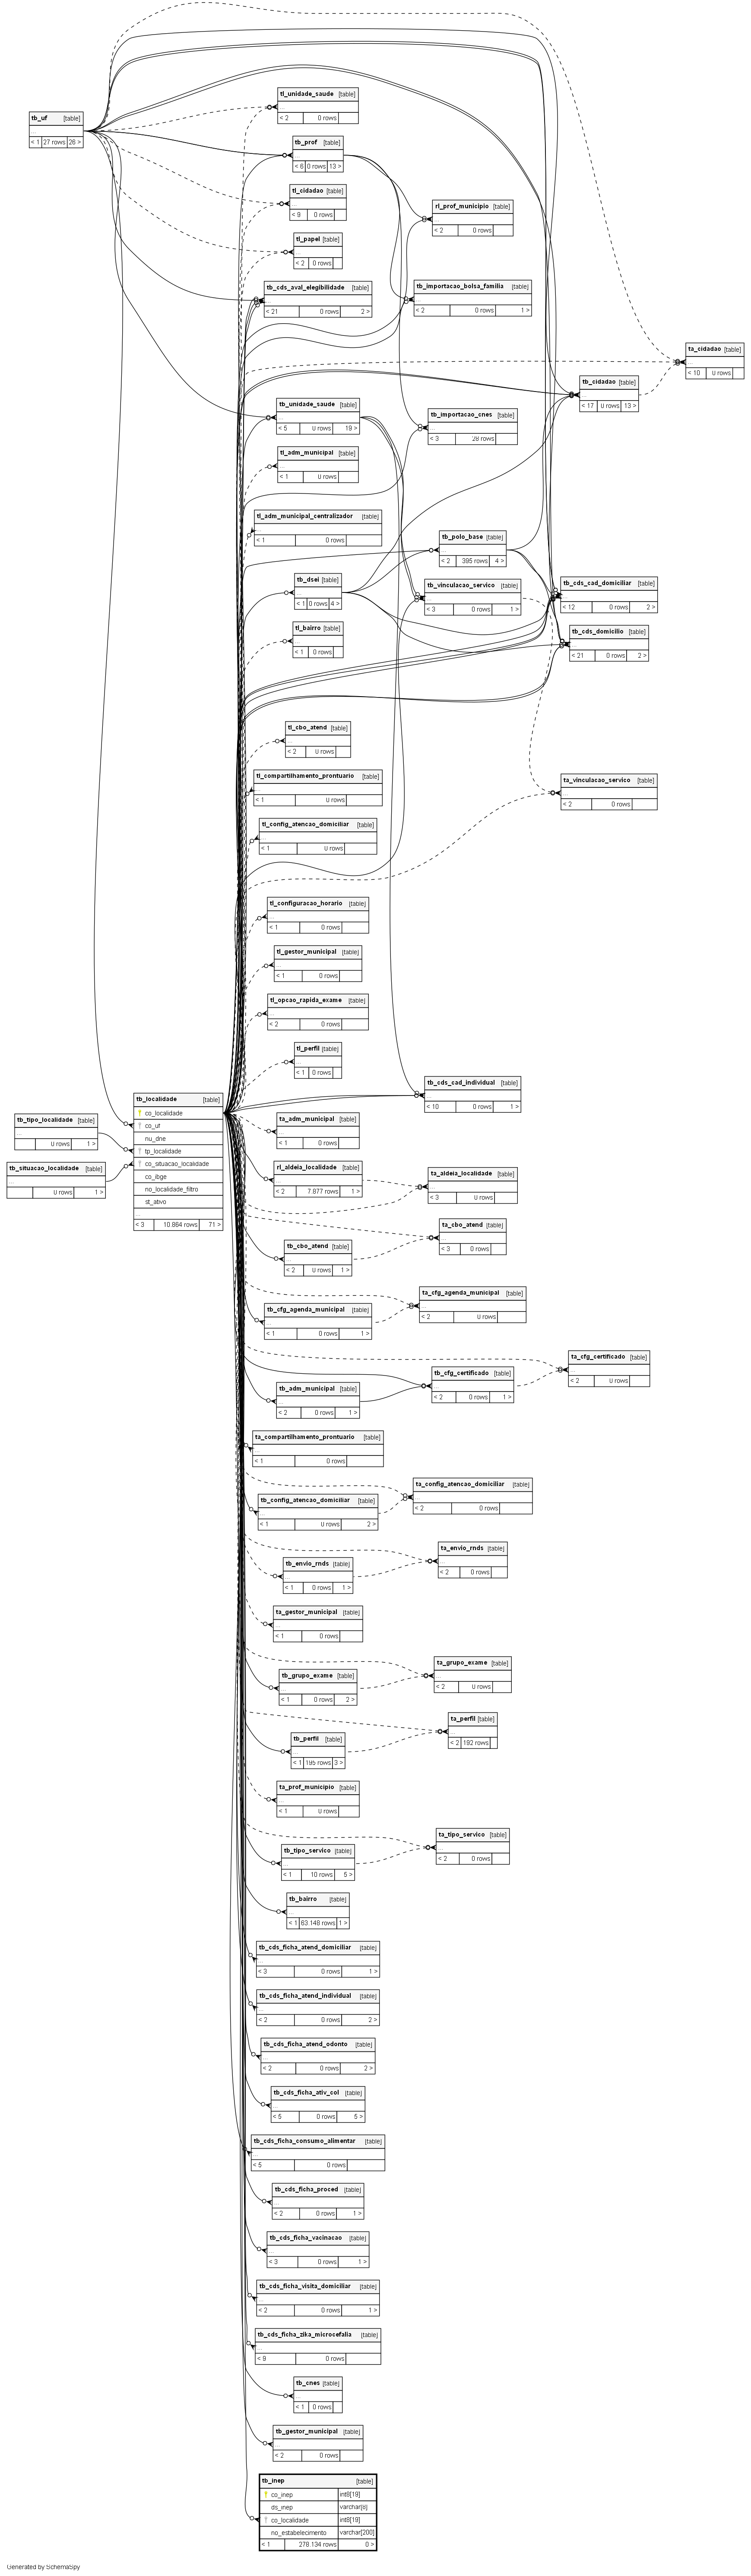 tl_unidade_saude [table]
...
< 2 0 rows
tb_uf [table]
...
< 1 27 rows 26 >
tb_prof [table]
...
< 6 0 rows 13 >
tl_cidadao [table]
...
< 9 0 rows
rl_prof_municipio [table]
...
< 2 0 rows
tl_papel [table]
...
< 2 0 rows
tb_cds_aval_elegibilidade [table]
...
< 21 0 rows 2 >
tb_importacao_bolsa_familia [table]
...
< 2 0 rows 1 >
ta_cidadao [table]
...
< 10 0 rows
tb_cidadao [table]
...
< 17 0 rows 13 >
tb_unidade_saude [table]
...
< 5 0 rows 19 >
tb_importacao_cnes [table]
...
< 3 28 rows
tl_adm_municipal [table]
...
< 1 0 rows
tl_adm_municipal_centralizador [table]
...
< 1 0 rows
tb_polo_base [table]
...
< 2 395 rows 4 >
tb_dsei [table]
...
< 1 0 rows 4 >
tb_vinculacao_servico [table]
...
< 3 0 rows 1 >
tb_cds_cad_domiciliar [table]
...
< 12 0 rows 2 >
tl_bairro [table]
...
< 1 0 rows
tb_cds_domicilio [table]
...
< 21 0 rows 2 >
tl_cbo_atend [table]
...
< 2 0 rows
tl_compartilhamento_prontuario [table]
...
< 1 0 rows
ta_vinculacao_servico [table]
...
< 2 0 rows
tl_config_atencao_domiciliar [table]
...
< 1 0 rows
tl_configuracao_horario [table]
...
< 1 0 rows
tl_gestor_municipal [table]
...
< 1 0 rows
tl_opcao_rapida_exame [table]
...
< 2 0 rows
tl_perfil [table]
...
< 1 0 rows
tb_cds_cad_individual [table]
...
< 10 0 rows 1 >
tb_tipo_localidade [table]
...
0 rows 1 >
tb_situacao_localidade [table]
...
0 rows 1 >
tb_localidade [table]
co_localidade
co_uf
nu_dne
tp_localidade
co_situacao_localidade
co_ibge
no_localidade_filtro
st_ativo
...
< 3 10.864 rows 71 >
ta_adm_municipal [table]
...
< 1 0 rows
rl_aldeia_localidade [table]
...
< 2 7.877 rows 1 >
ta_aldeia_localidade [table]
...
< 3 0 rows
ta_cbo_atend [table]
...
< 3 0 rows
tb_cbo_atend [table]
...
< 2 0 rows 1 >
ta_cfg_agenda_municipal [table]
...
< 2 0 rows
tb_cfg_agenda_municipal [table]
...
< 1 0 rows 1 >
ta_cfg_certificado [table]
...
< 2 0 rows
tb_cfg_certificado [table]
...
< 2 0 rows 1 >
tb_adm_municipal [table]
...
< 2 0 rows 1 >
ta_compartilhamento_prontuario [table]
...
< 1 0 rows
ta_config_atencao_domiciliar [table]
...
< 2 0 rows
tb_config_atencao_domiciliar [table]
...
< 1 0 rows 2 >
ta_envio_rnds [table]
...
< 2 0 rows
tb_envio_rnds [table]
...
< 1 0 rows 1 >
ta_gestor_municipal [table]
...
< 1 0 rows
ta_grupo_exame [table]
...
< 2 0 rows
tb_grupo_exame [table]
...
< 1 0 rows 2 >
ta_perfil [table]
...
< 2 192 rows
tb_perfil [table]
...
< 1 195 rows 3 >
ta_prof_municipio [table]
...
< 1 0 rows
ta_tipo_servico [table]
...
< 2 0 rows
tb_tipo_servico [table]
...
< 1 10 rows 5 >
tb_bairro [table]
...
< 1 63.148 rows 1 >
tb_cds_ficha_atend_domiciliar [table]
...
< 3 0 rows 1 >
tb_cds_ficha_atend_individual [table]
...
< 2 0 rows 2 >
tb_cds_ficha_atend_odonto [table]
...
< 2 0 rows 2 >
tb_cds_ficha_ativ_col [table]
...
< 5 0 rows 5 >
tb_cds_ficha_consumo_alimentar [table]
...
< 5 0 rows
tb_cds_ficha_proced [table]
...
< 2 0 rows 1 >
tb_cds_ficha_vacinacao [table]
...
< 3 0 rows 1 >
tb_cds_ficha_visita_domiciliar [table]
...
< 2 0 rows 1 >
tb_cds_ficha_zika_microcefalia [table]
...
< 9 0 rows
tb_cnes [table]
...
< 1 0 rows
tb_gestor_municipal [table]
...
< 2 0 rows
tb_inep [table]
co_inep int8[19]
ds_inep varchar[8]
co_localidade int8[19]
no_estabelecimento varchar[200]
< 1 278.134 rows 0 >
Generated by SchemaSpy